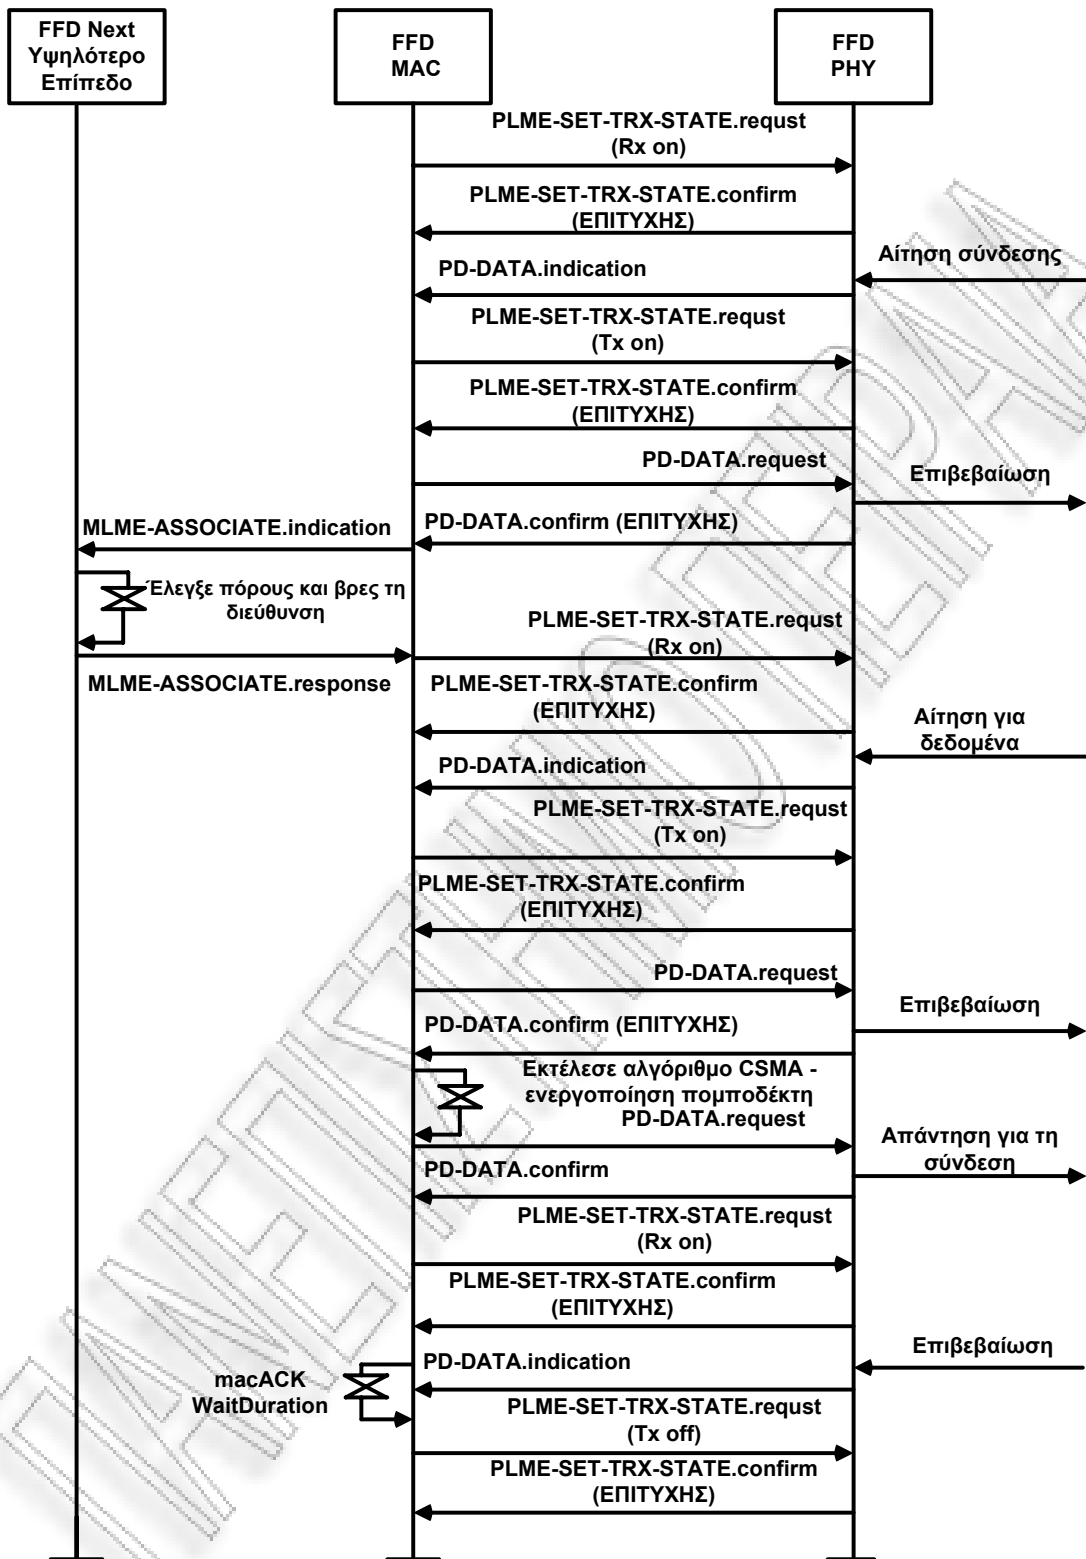 FFD Next
Υψηλότερο
Επίπεδο
FFD
MAC
FFD
PHY
PLME-SET-TRX-STATE.requst
(Rx on)
PLME-SET-TRX-STATE.confirm
(ΕΠΙΤΥΧΗΣ)
Αίτηση σύνδεσης
PD-DATA.indication
PLME-SET-TRX-STATE.requst
(Tx on)
PLME-SET-TRX-STATE.confirm
(ΕΠΙΤΥΧΗΣ)
PD-DATA.request
Επιβεβαίωση
PD-DATA.confirm (ΕΠΙΤΥΧΗΣ)
MLME-ASSOCIATE.indication
Έλεγξε πόρους και βρες τη
διεύθυνση
PLME-SET-TRX-STATE.requst
(Rx on)
MLME-ASSOCIATE.response
PLME-SET-TRX-STATE.confirm
(ΕΠΙΤΥΧΗΣ)
Αίτηση για
δεδομένα
PD-DATA.indication
PLME-SET-TRX-STATE.requst
(Tx on)
PLME-SET-TRX-STATE.confirm
(ΕΠΙΤΥΧΗΣ)
PD-DATA.request
Επιβεβαίωση
PD-DATA.confirm (ΕΠΙΤΥΧΗΣ)
Εκτέλεσε αλγόριθμο CSMA -
ενεργοποίηση πομποδέκτη
PD-DATA.request
Απάντηση για τη
σύνδεση
PD-DATA.confirm
PLME-SET-TRX-STATE.requst
(Rx on)
PLME-SET-TRX-STATE.confirm
(ΕΠΙΤΥΧΗΣ)
Επιβεβαίωση
PD-DATA.indication
macACK
WaitDuration
PLME-SET-TRX-STATE.requst
(Tx off)
PLME-SET-TRX-STATE.confirm
(ΕΠΙΤΥΧΗΣ)